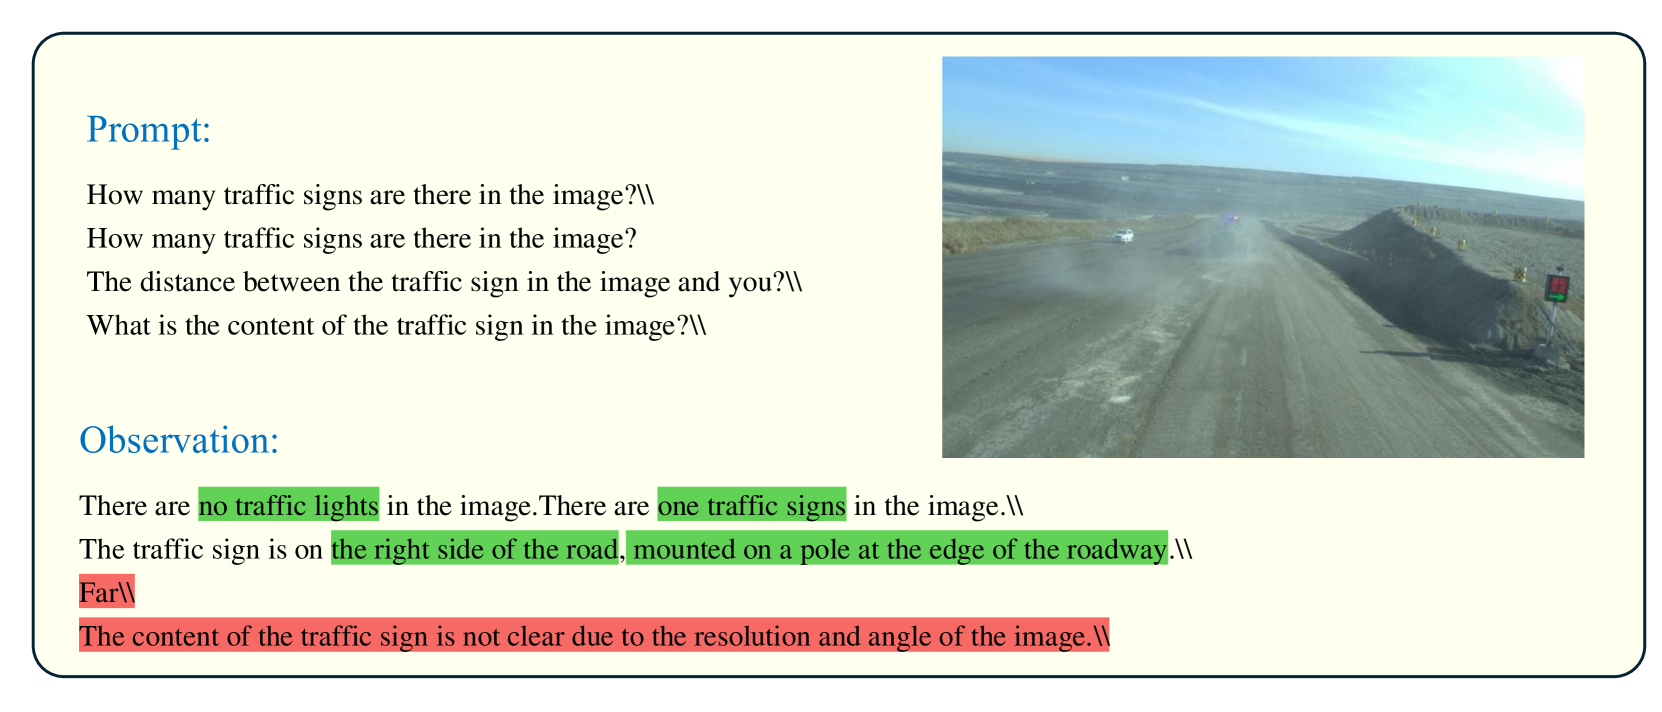 Prompt:
How many traffic signs are there in the image?\\
How many traffic signs are there in the image?
The distance between the traffic sign in the image and you?\\
What is the content of the traffic sign in the image?\\
Observation:
There are no traffic lights in the image.There are one traffic signs in the image.\\
The traffic sign is on the right side of the road, mounted on a pole at the edge of the roadway.\\
Far\\
The content of the traffic sign is not clear due to the resolution and angle of the image.\\